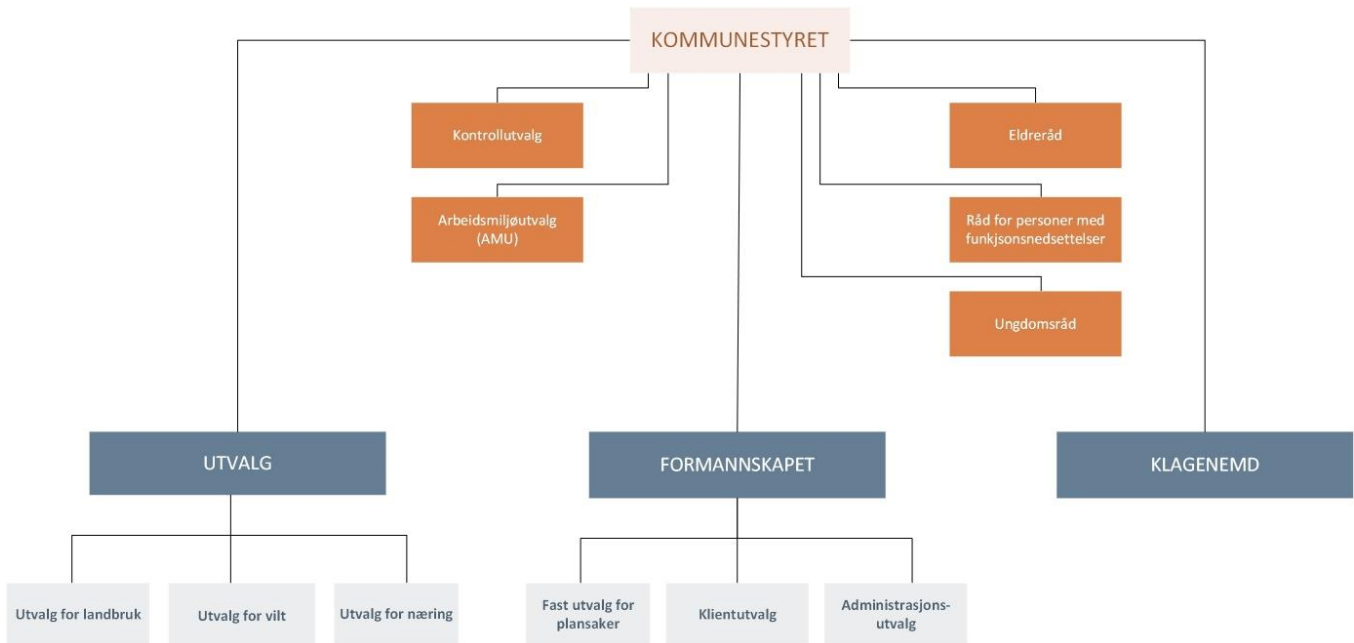 KOMMUNESTYRET
Kontrollutvalg
Eldreråd
Arbeidsmiljøutvalg
(AMU)
Råd for personer med
funkjsonsnedsettelser
Ungdomsråd
UTVALG
FORMANNSKAPET
KLAGENEMD
Utvalg for landbruk
Utvalg for vilt
Utvalg for næring
Fast utvalg for
plansaker
Klientutvalg
Administrasjons-
utvalg